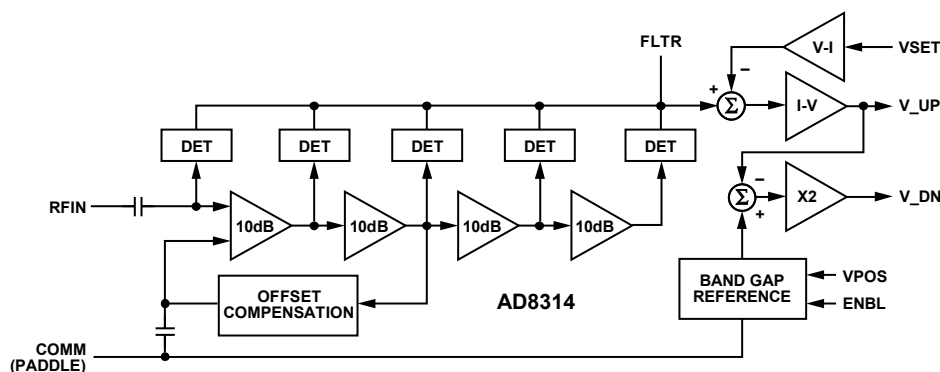 FLTR
V-I
VSET
–
+
Σ
I-V
V_UP
DET
DET
DET
DET
DET
–
Σ
+
X2
V_DN
RFIN
10dB
10dB
10dB
10dB
OFFSET
COMPENSATION
AD8314
BAND GAP
REFERENCE
VPOS
ENBL
COMM
(PADDLE)